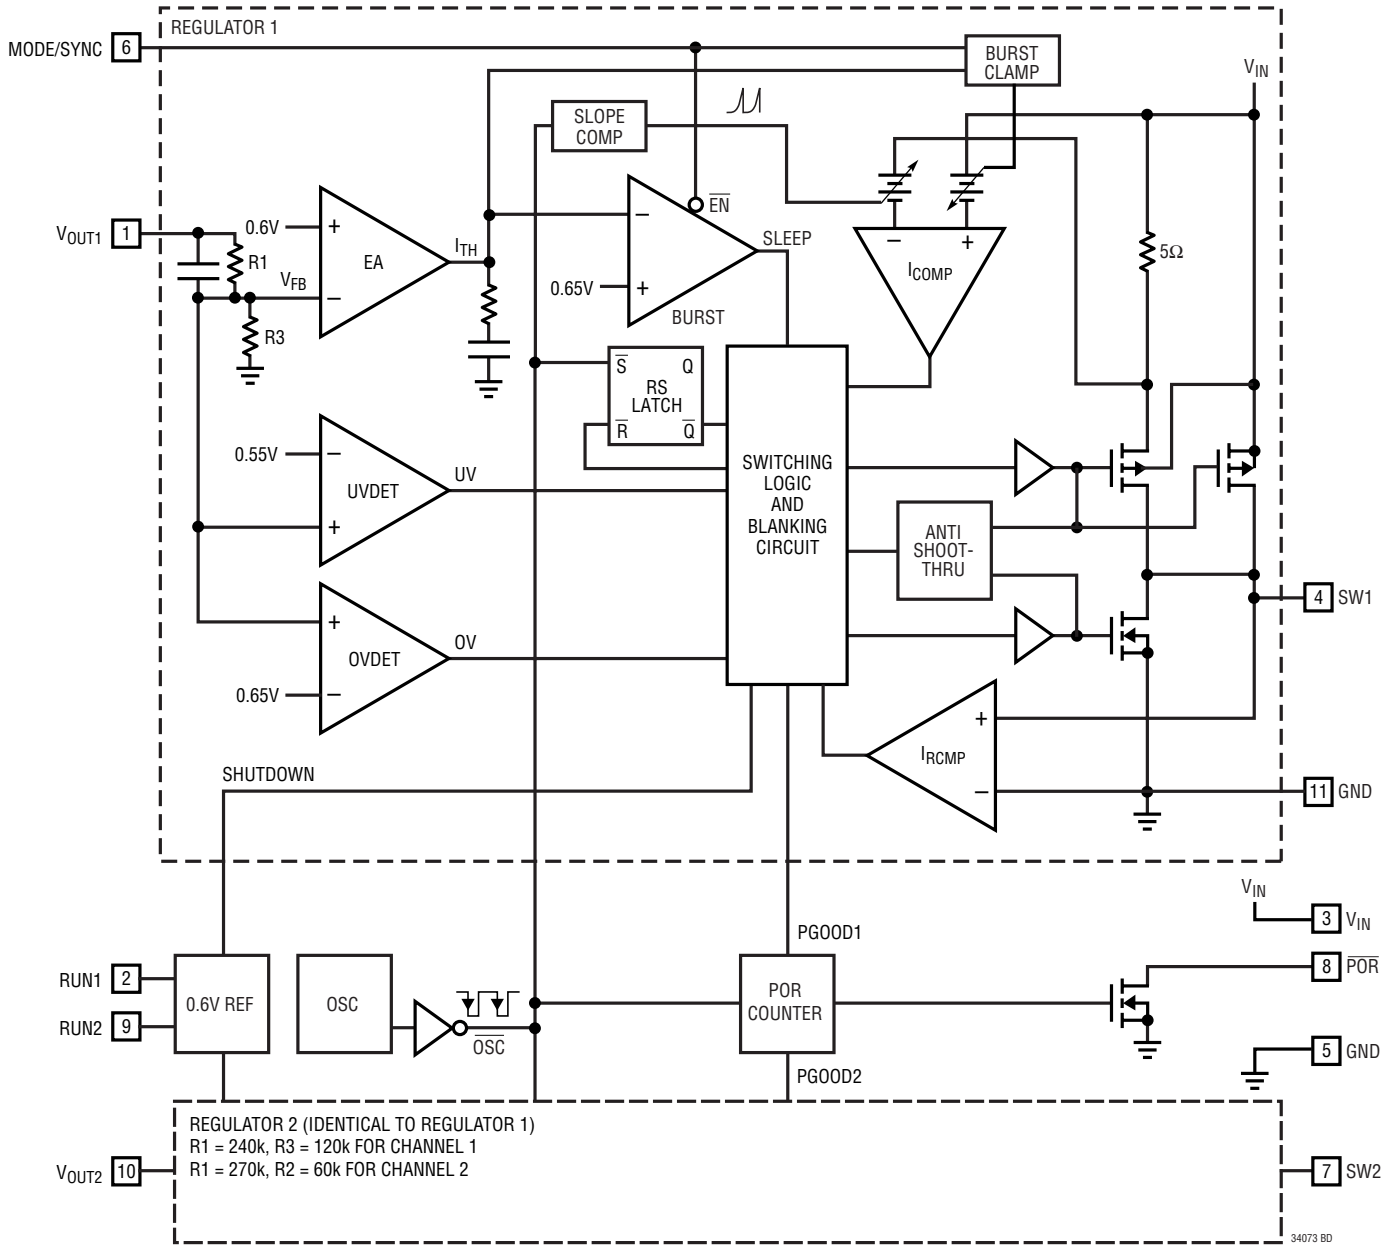 REGULATOR 1
MODE/SYNC 6
BURST
CLAMP
VIN
SLOPE
COMP
EN
VOUT1 1
0.6V
+
EA
ITH
−
SLEEP
− +
ICOMP
5Ω
R1
VFB
−
0.65V
+
BURST
R3
S Q
RS
LATCH
R Q
0.55V
−
UVDET
UV
+
SWITCHING
LOGIC
AND
BLANKING
CIRCUIT
ANTI
SHOOT-
THRU
4 SW1
+
OVDET
OV
0.65V
−
+
IRCMP
−
SHUTDOWN
11 GND
VIN
3 VIN
PGOOD1
RUN1 2
RUN2 9
0.6V REF
OSC
OSC
POR
COUNTER
8 POR
5 GND
PGOOD2
REGULATOR 2 (IDENTICAL TO REGULATOR 1)
R1 = 240k, R3 = 120k FOR CHANNEL 1
R1 = 270k, R2 = 60k FOR CHANNEL 2
VOUT2 10
7 SW2
34073 BD